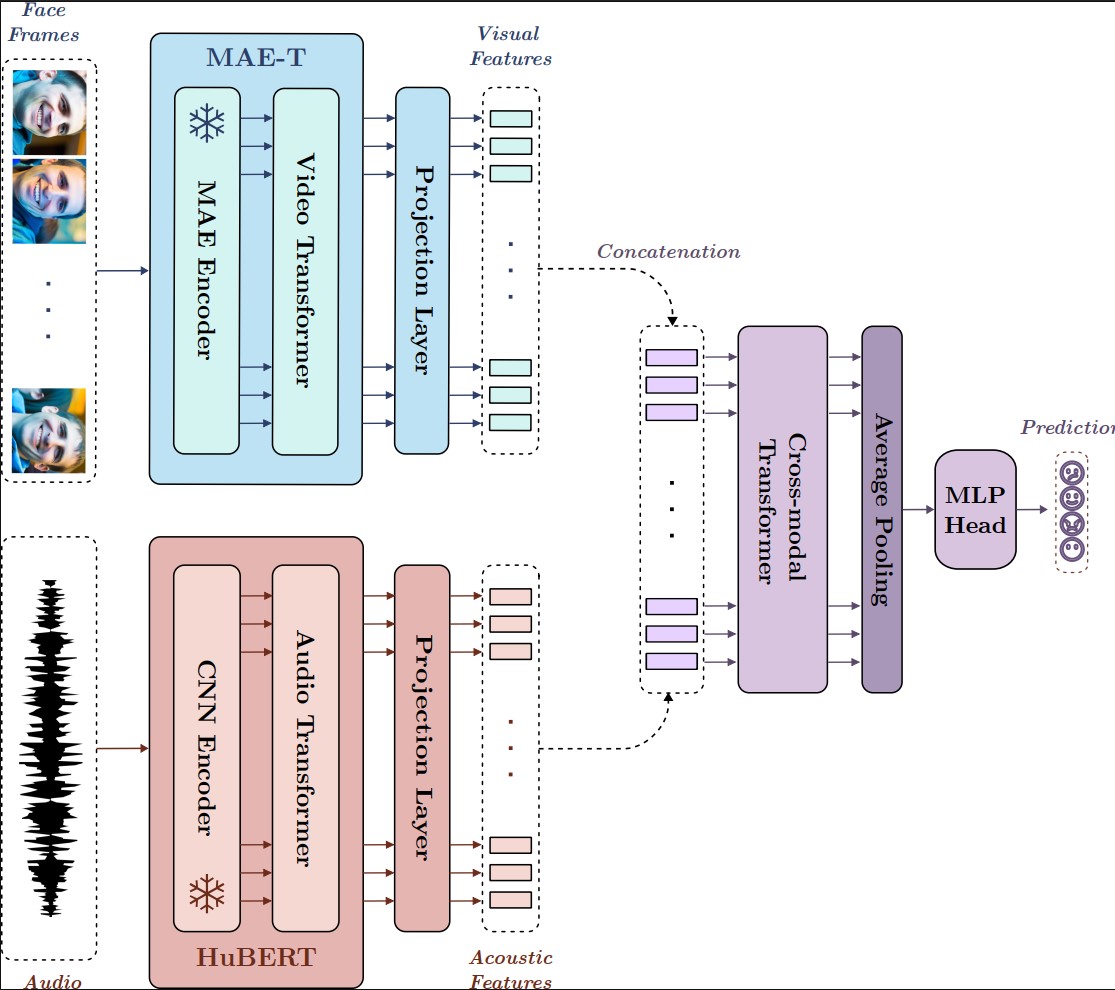 Face
Frames
MAE-T
MAE Encoder
Video Transformer
Projection Layer
Visual
Features
Concatenation
Cross-modal
Transformer
Average Pooling
MLP
Head
Prediction
CNN Encoder
Audio Transformer
Projection Layer
HuBERT
Acoustic
Features
Audio